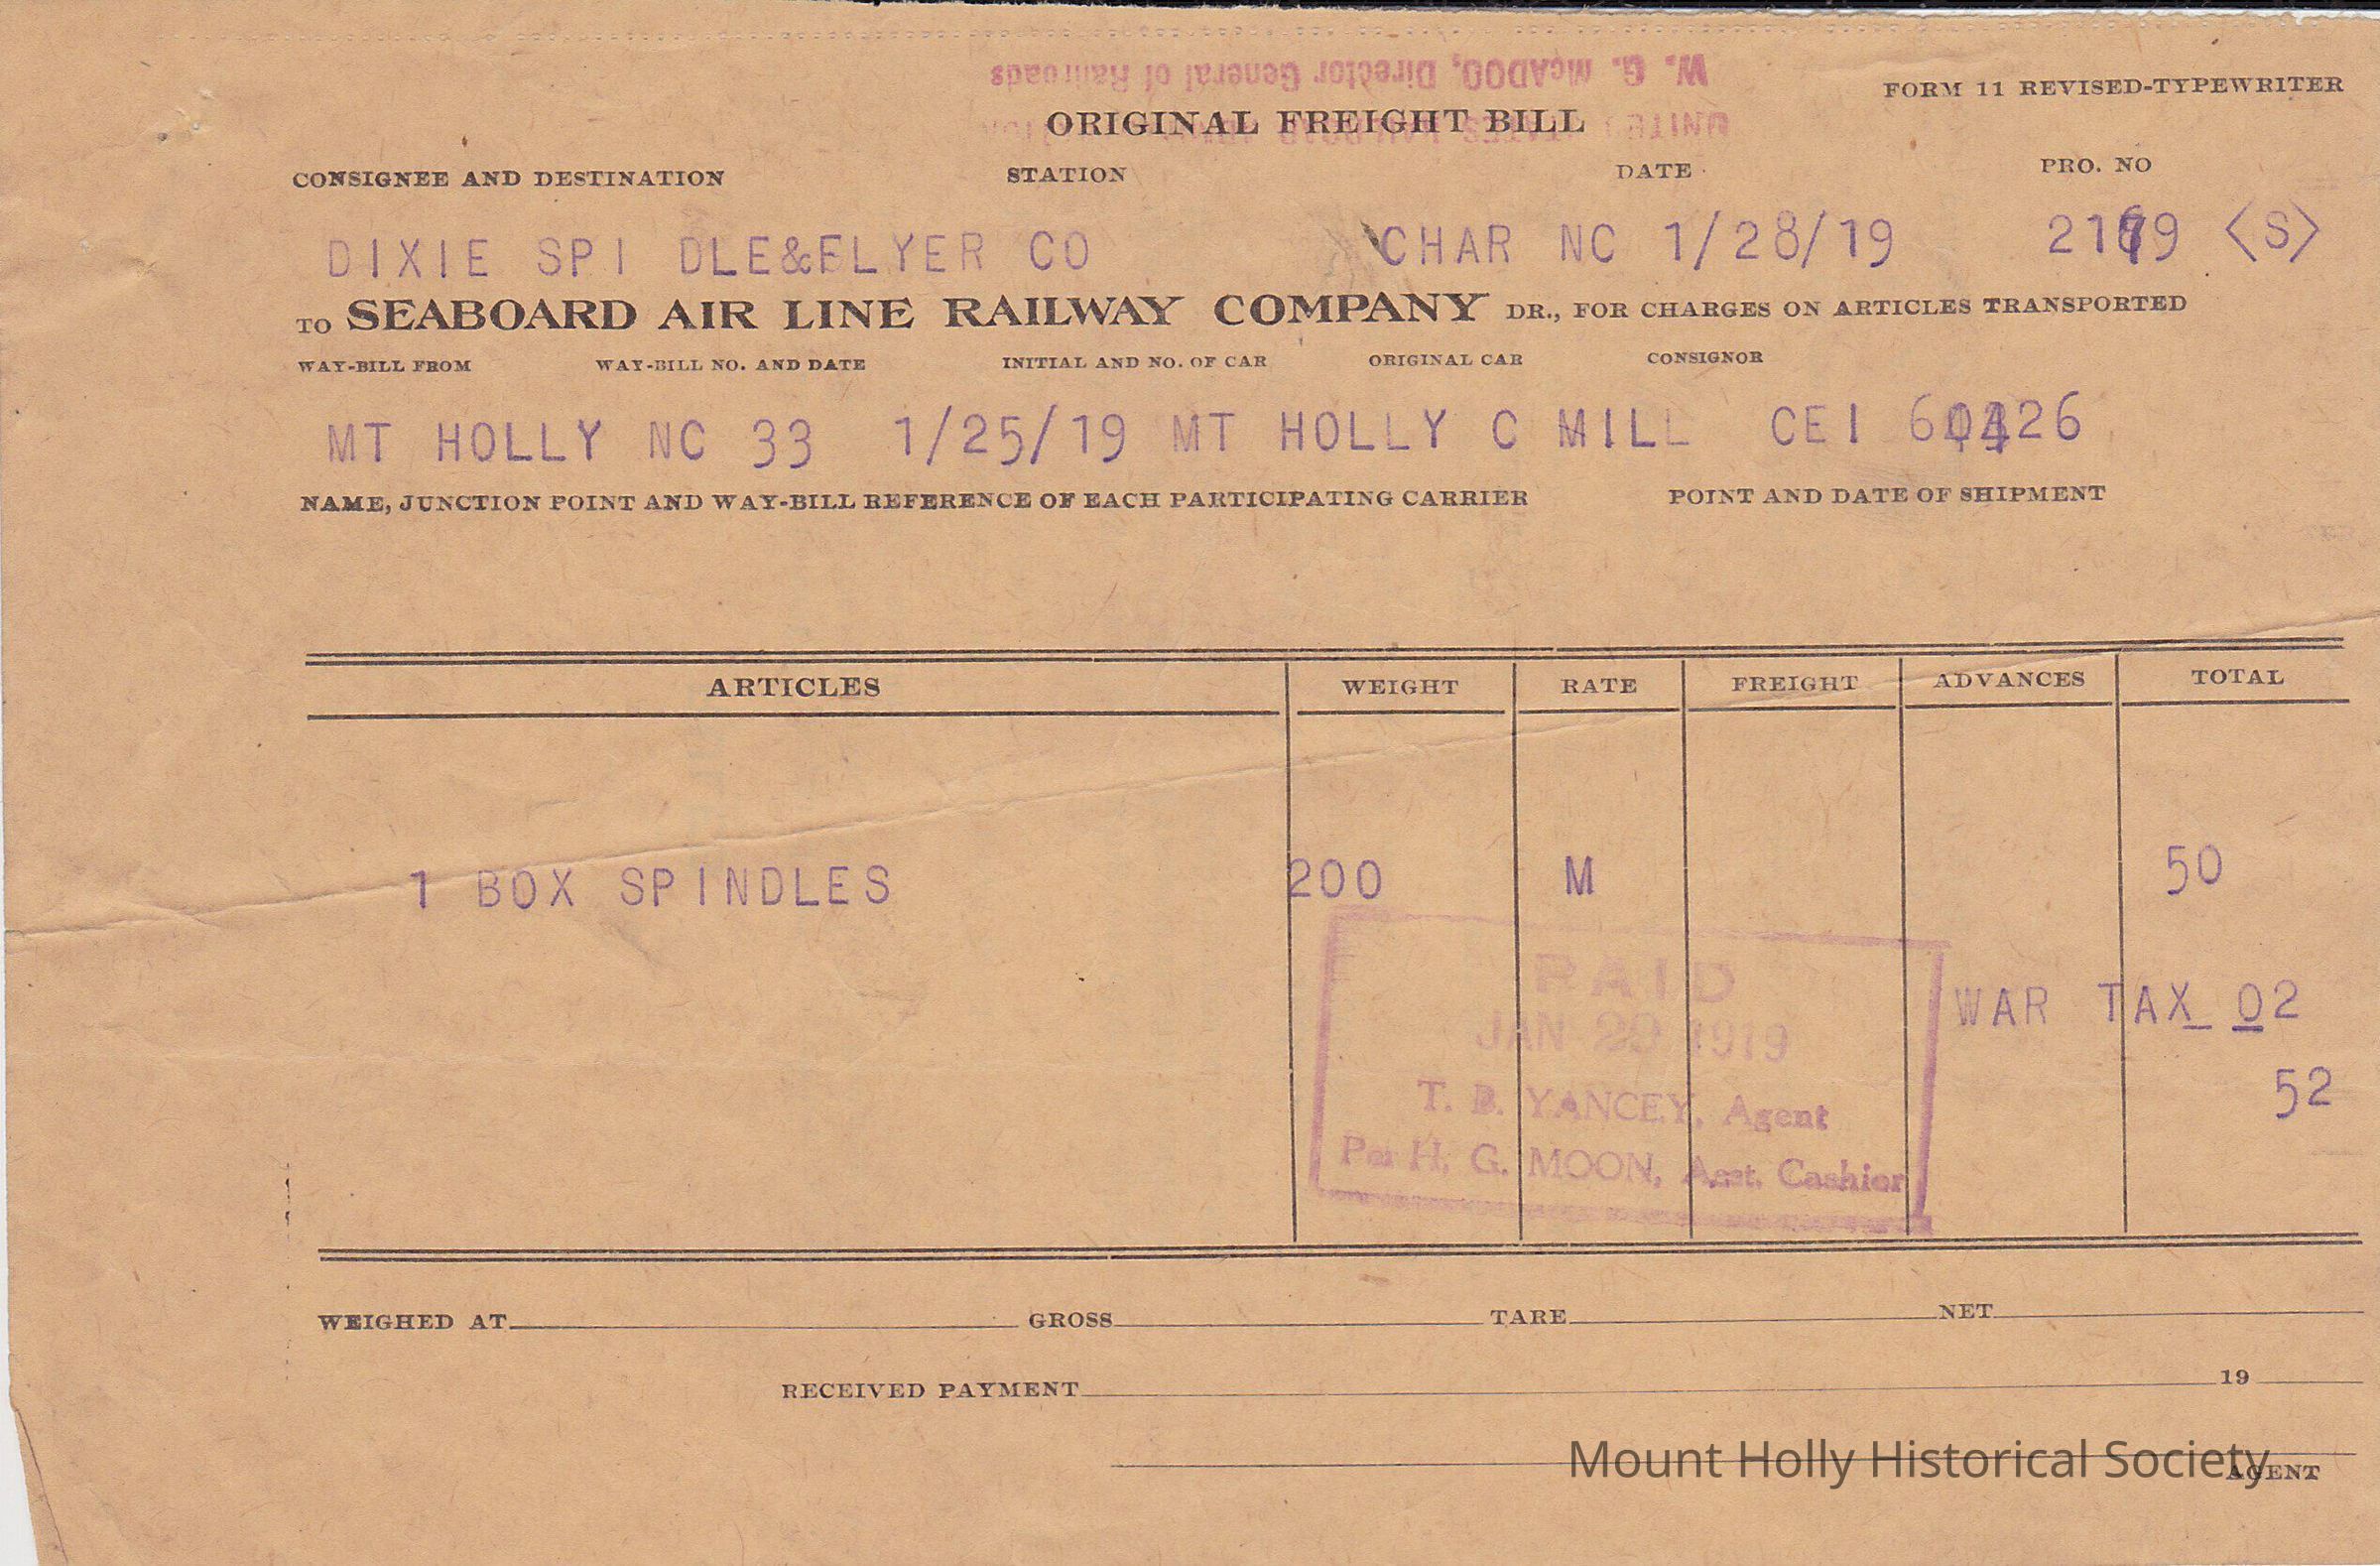 W. G. McADOO, Director General of Railroads
FORM 11 REVISED-TYPEWRITER
ORIGINAL FREIGHT BILL
CONSIGNEE AND DESTINATION STATION DATE PRO. NO
DIXIE SPI DLE&FLYER CO CHAR NC 1/28/19 <S>
TO SEABOARD AIR LINE RAILWAY COMPANY DR., FOR CHARGES ON ARTICLES TRANSPORTED
WAY-BILL FROM WAY-BILL NO. AND DATE INITIAL AND NO. OF CAR ORIGINAL CAR CONSIGNOR
MT HOLLY NC 33 1/25/19 MT HOLLY C MILL CEI
NAME, JUNCTION POINT AND WAY-BILL REFERENCE OF EACH PARTICIPATING CARRIER POINT AND DATE OF SHIPMENT
ARTICLES WEIGHT RATE FREIGHT ADVANCES TOTAL
1 BOX SPINDLES 200 M 50
PAID
JAN 29 1919
WAR TAX 02
52
T. B. YANCEY, Agent
Per H. G. MOON, Asst. Cashier
WEIGHED AT GROSS TARE NET
RECEIVED PAYMENT 19
Mount Holly Historical Society
AGENT